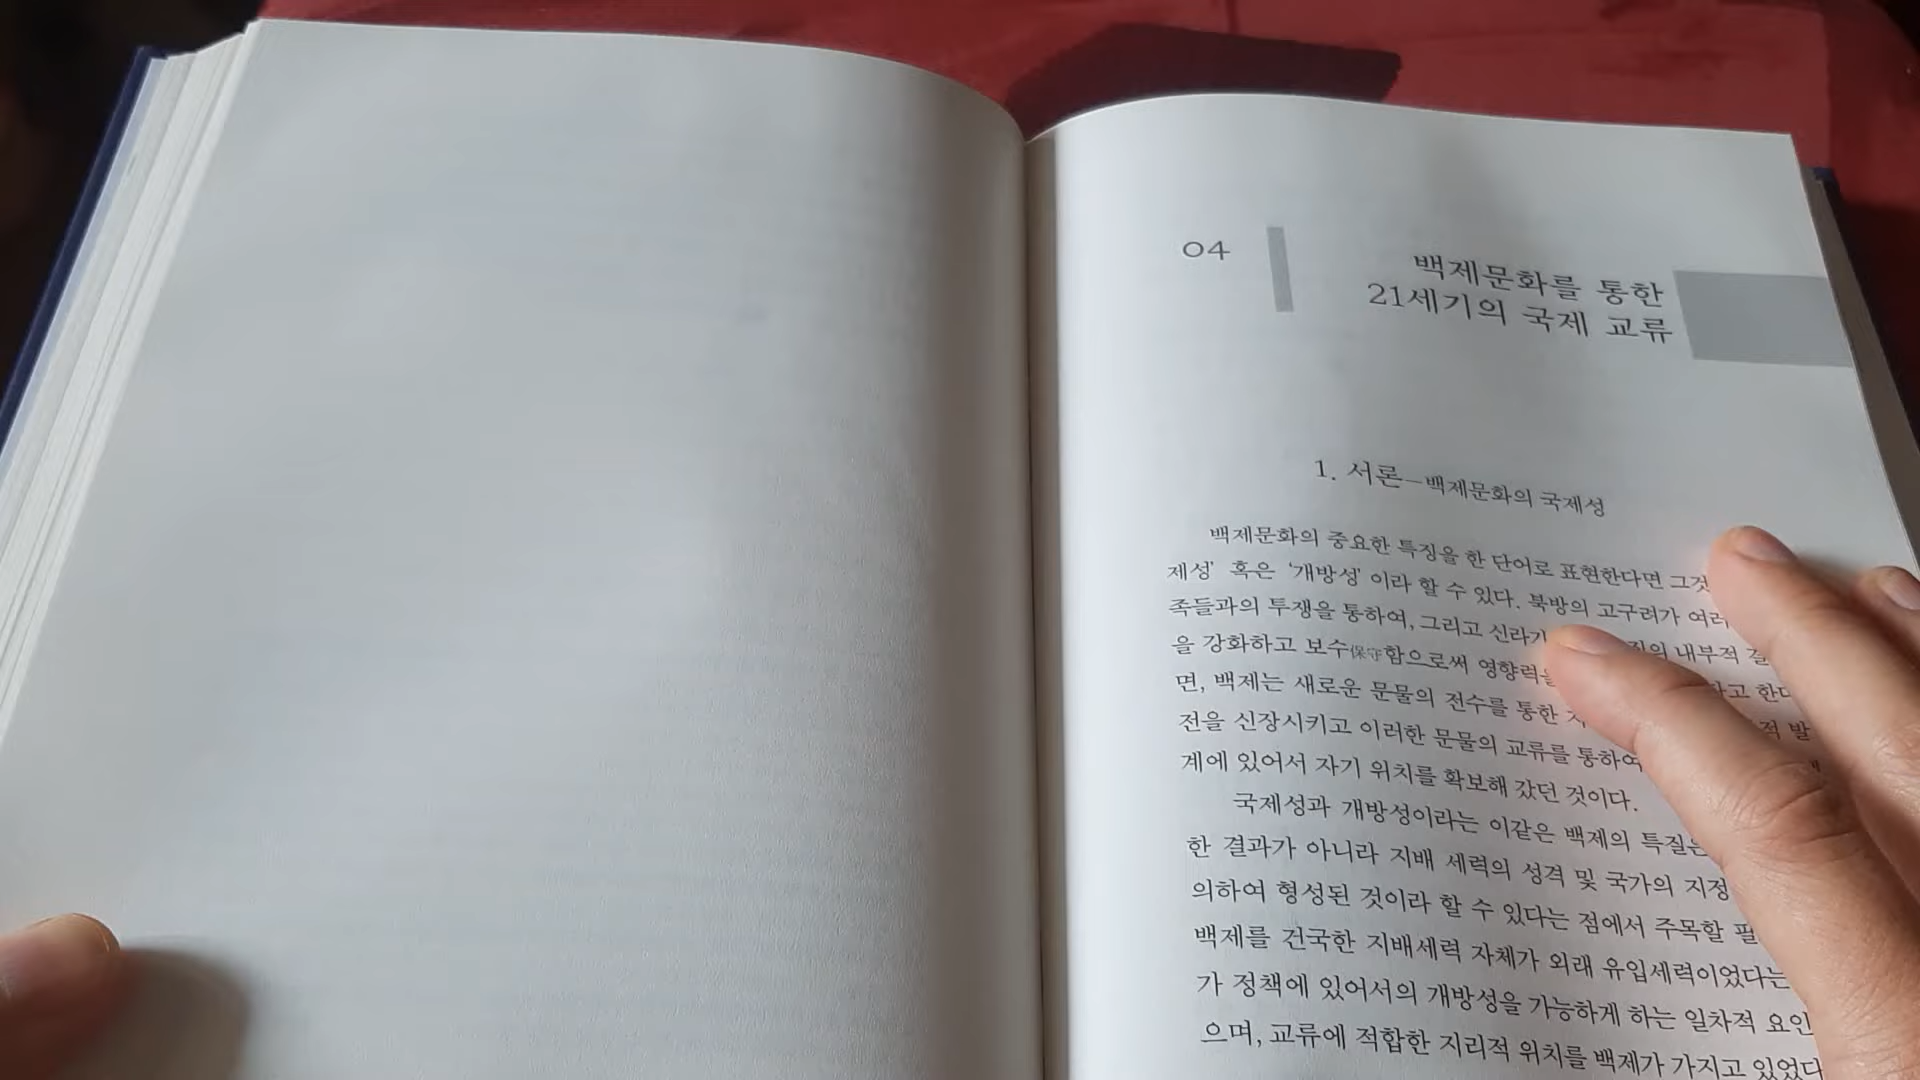 04
백제문화를 통한
21세기의 국제 교류
1. 서론–백제문화의 국제성
백제문화의 중요한 특징을 한 단어로 표현한다면 그것
제성’ 혹은 ‘개방성’이라 할 수 있다. 북방의 고구려가 여러
족들과의 투쟁을 통하여, 그리고 신라가 내부적 결
을 강화하고 보수保守합으로써 영향력을 하고 한다
면, 백제는 새로운 문물의 전수를 통한 적 발
전을 신장시키고 이러한 문물의 교류를 통하여
계에 있어서 자기 위치를 확보해 갔던 것이다.
국제성과 개방성이라는 이같은 백제의 특질은
한 결과가 아니라 지배 세력의 성격 및 국가의 지정
의하여 형성된 것이라 할 수 있다는 점에서 주목할 필
백제를 건국한 지배세력 자체가 외래 유입세력이었다는
가 정책에 있어서의 개방성을 가능하게 하는 일차적 요인
으며, 교류에 적합한 지리적 위치를 백제가 가지고 있었다